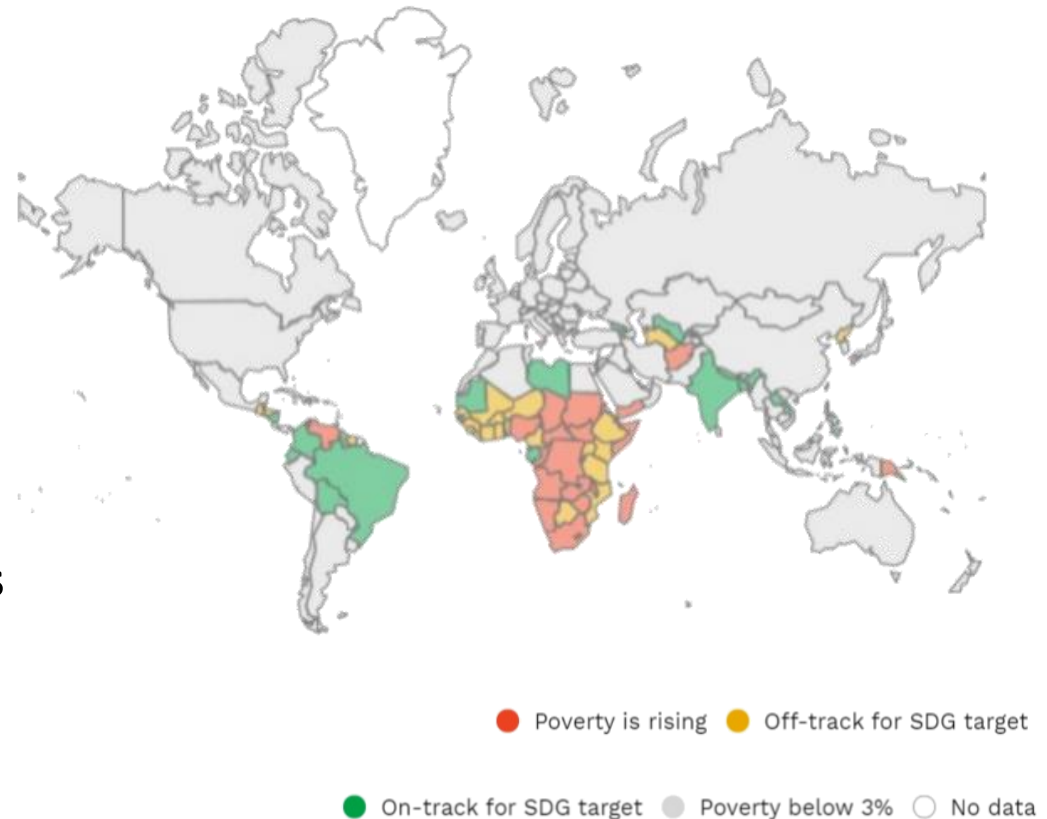 s
Poverty is rising Off-track for SDG target
On-track for SDG target Poverty below 3% No data